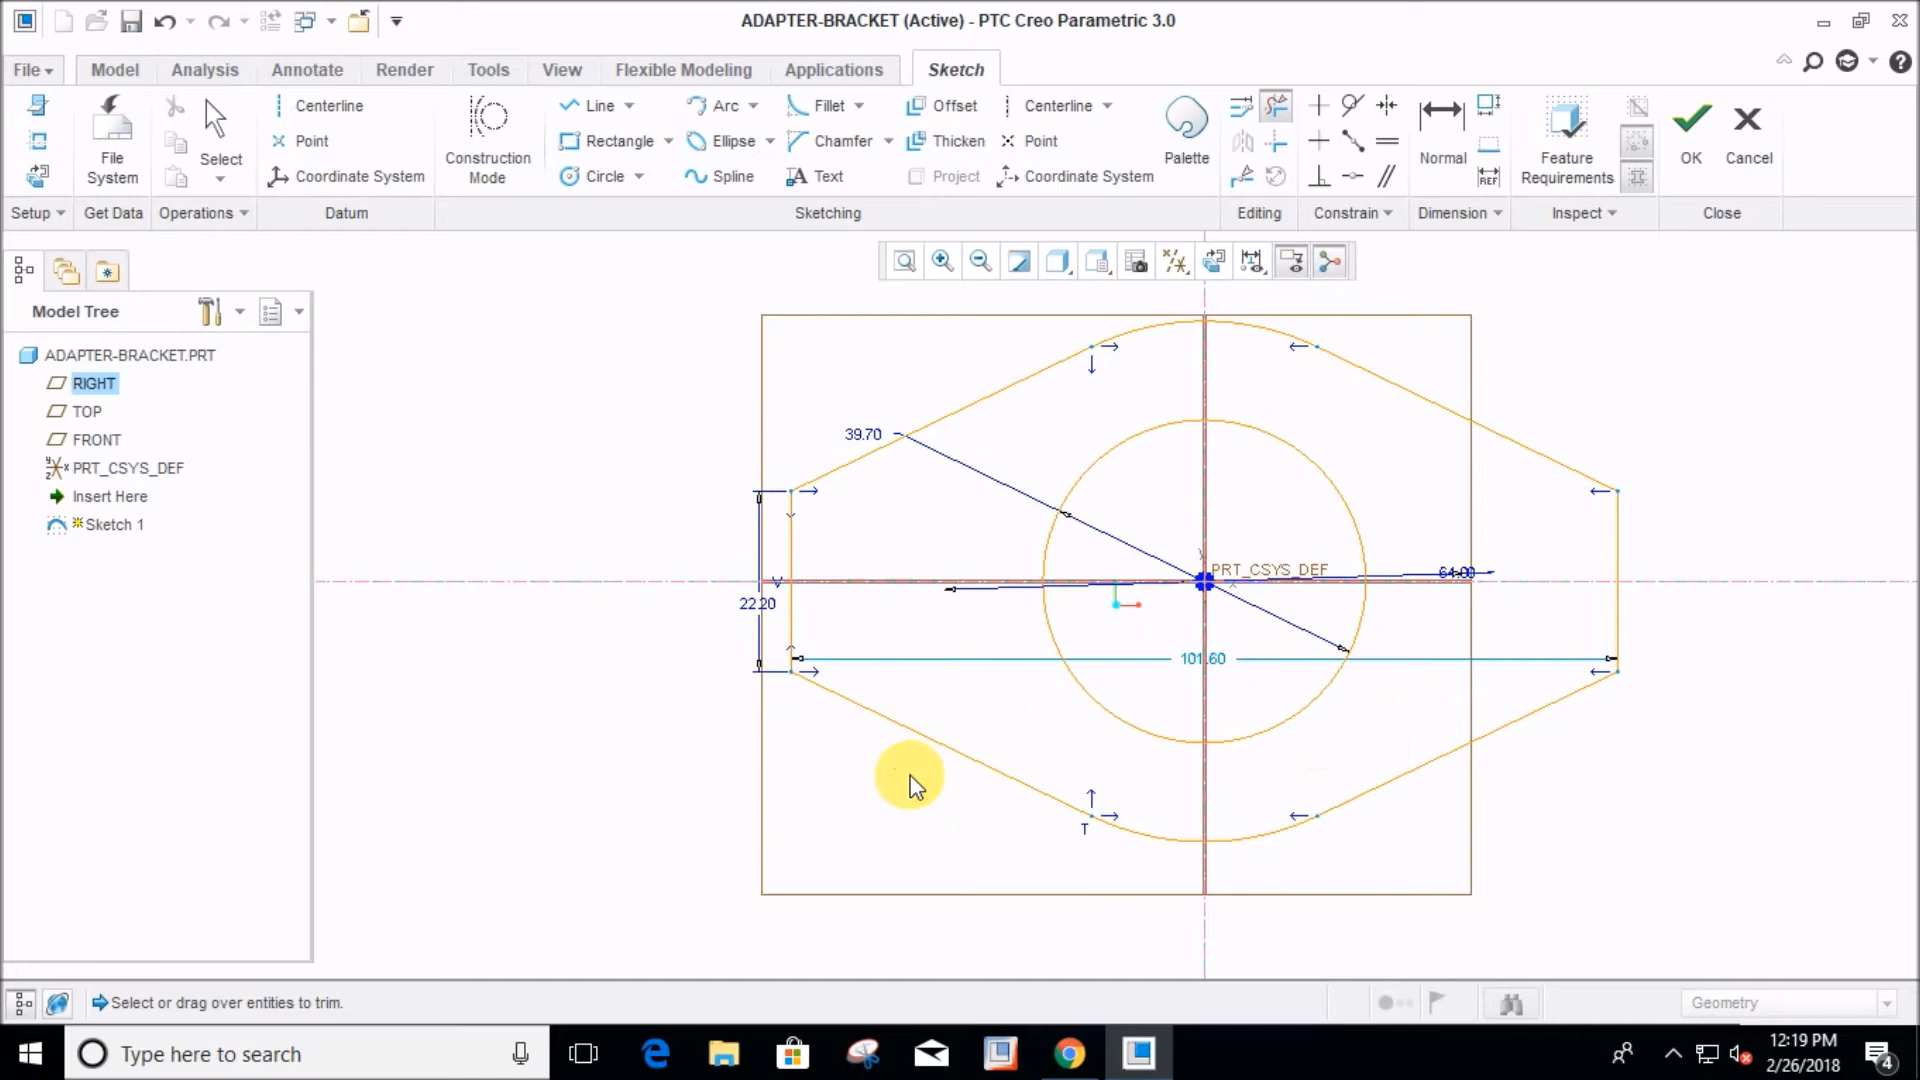 ADAPTER-BRACKET (Active) - PTC Creo Parametric 3.0
File Model Analysis Annotate Render Tools View Flexible Modeling Applications Sketch
File System
Select
Centerline
Point
Coordinate System
Construction Mode
Line Arc Fillet Offset Centerline
Rectangle Ellipse Chamfer Thicken Point
Circle Spline Text Project Coordinate System
Palette
Normal
REF
Feature Requirements
OK
Cancel
Setup Get Data Operations Datum Sketching Editing Constrain Dimension Inspect Close
Model Tree
ADAPTER-BRACKET.PRT
RIGHT
TOP
FRONT
PRT_CSYS_DEF
Insert Here
Sketch 1
39.70
PRT_CSYS_DEF
64.00
V
22.20
101.60
T
Select or drag over entities to trim.
Geometry
Type here to search
12:19 PM
2/26/2018
4